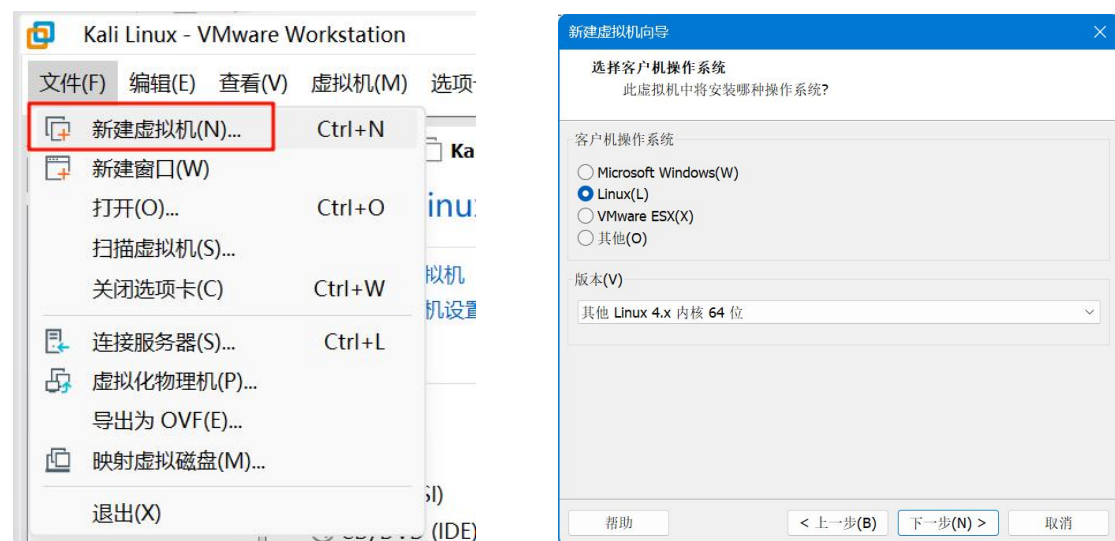 Kali Linux - VMware Workstation
文件(F) 编辑(E) 查看(V) 虚拟机(M) 选项
新建虚拟机(N)... Ctrl+N
Ka
新建窗口(W)
打开(O)... Ctrl+O
inu
扫描虚拟机(S)...
拟机
关闭选项卡(C) Ctrl+W
机设置
连接服务器(S)... Ctrl+L
虚拟化物理机(P)...
导出为 OVF(E)...
映射虚拟磁盘(M)...
SI)
退出(X)
CD/DVD (IDE)
新建虚拟机向导
选择客户机操作系统
此虚拟机中将安装哪种操作系统?
客户机操作系统
Microsoft Windows(W)
Linux(L)
VMware ESX(X)
其他(O)
版本(V)
其他 Linux 4.x 内核 64 位
帮助 < 上一步(B) 下一步(N) > 取消